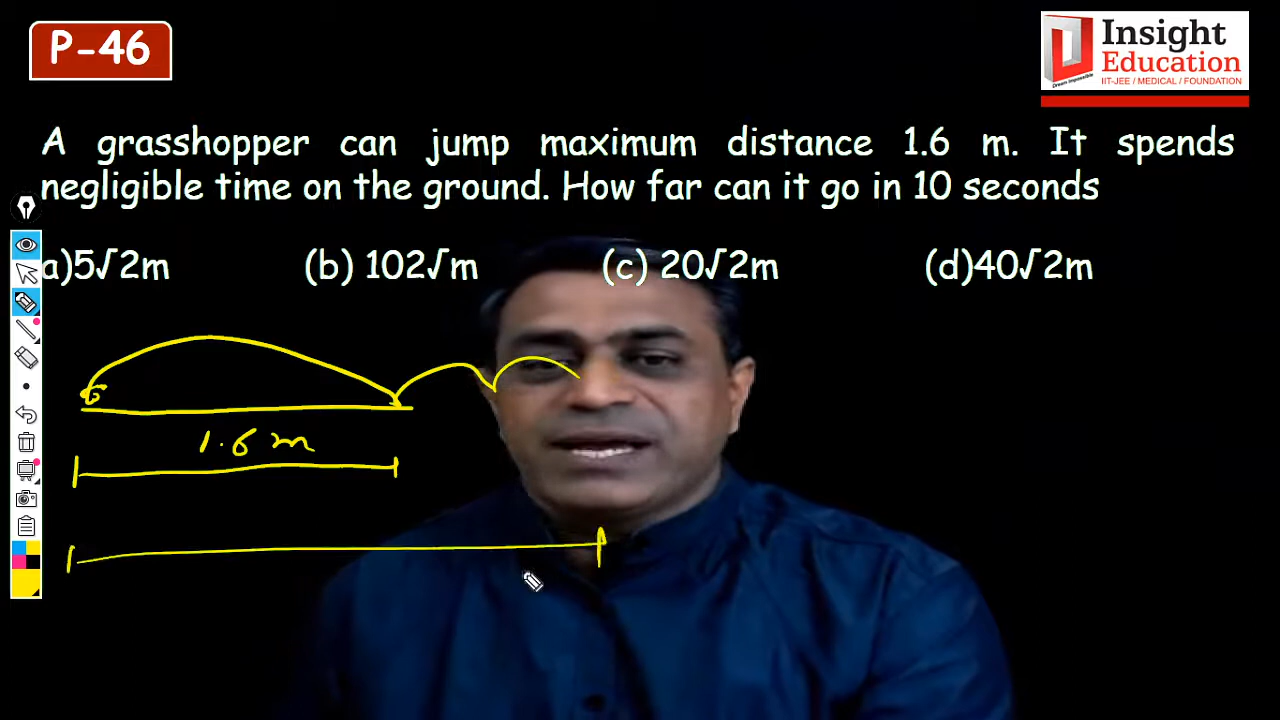 P-46
Insight
Education
IIT-JEE / MEDICAL / FOUNDATION
Dream Impossible
A grasshopper can jump maximum distance 1.6 m. It spends
negligible time on the ground. How far can it go in 10 seconds
a)5√2m (b) 102√m (c) 20√2m (d)40√2m
1.6 m